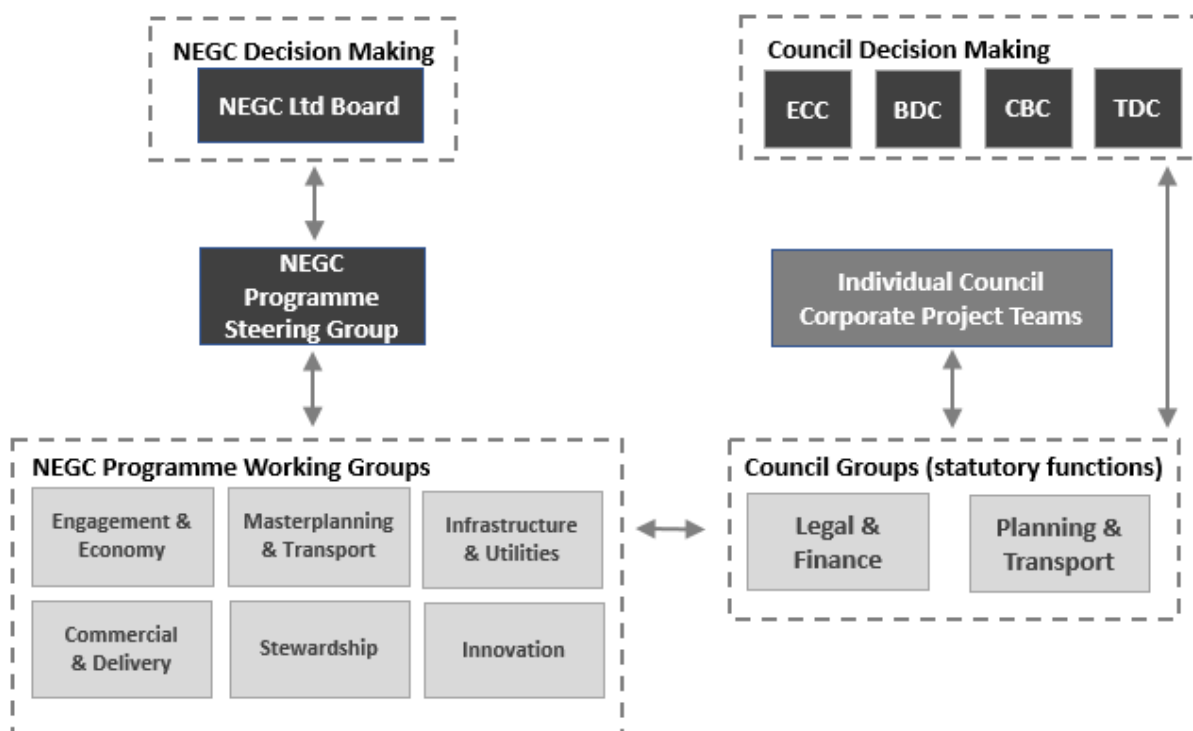 NEGC Decision Making
NEGC Ltd Board
Council Decision Making
ECC
BDC
CBC
TDC
NEGC
Programme
Steering Group
Individual Council
Corporate Project Teams
NEGC Programme Working Groups
Engagement &
Economy
Masterplanning
& Transport
Infrastructure
& Utilities
Commercial
& Delivery
Stewardship
Innovation
Council Groups (statutory functions)
Legal &
Finance
Planning &
Transport